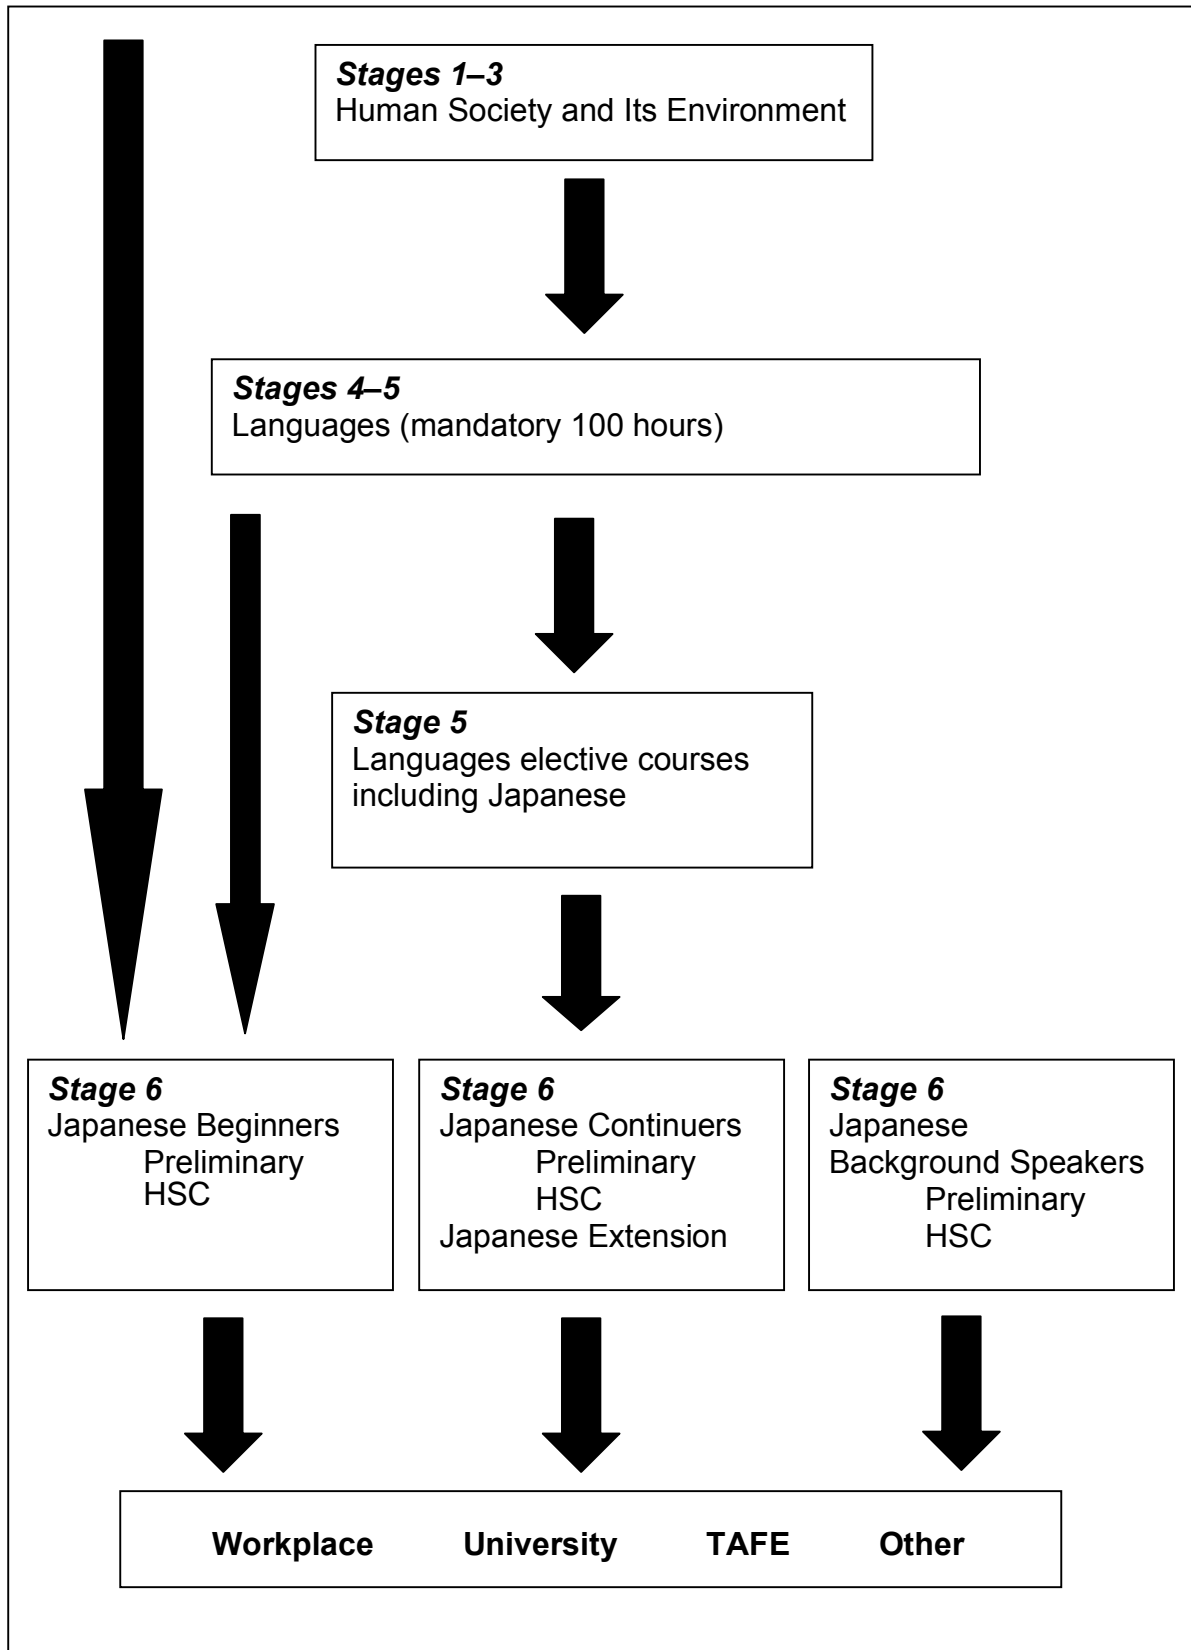 Stages 1–3
Human Society and Its Environment
Stages 4–5
Languages (mandatory 100 hours)
Stage 5
Languages elective courses
including Japanese
Stage 6
Japanese Beginners
Preliminary
HSC
Stage 6
Japanese Continuers
Preliminary
HSC
Japanese Extension
Stage 6
Japanese
Background Speakers
Preliminary
HSC
Workplace University TAFE Other